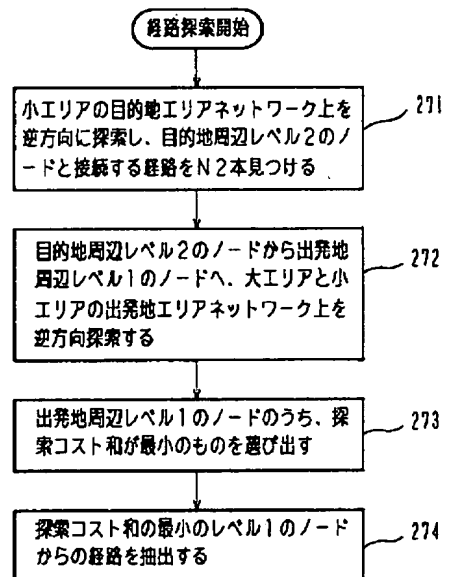 経路探索開始
小エリアの目的地エリアネットワーク上を
逆方向に探索し、目的地周辺レベル2のノ
ードと接続する経路をN2本見つける
271
目的地周辺レベル2のノードから出発地
周辺レベル1のノードへ、大エリアと小
エリアの出発地エリアネットワーク上を
逆方向探索する
272
出発地周辺レベル1のノードのうち、探
索コスト和が最小のものを選び出す
273
探索コスト和の最小のレベル1のノード
からの経路を抽出する
274